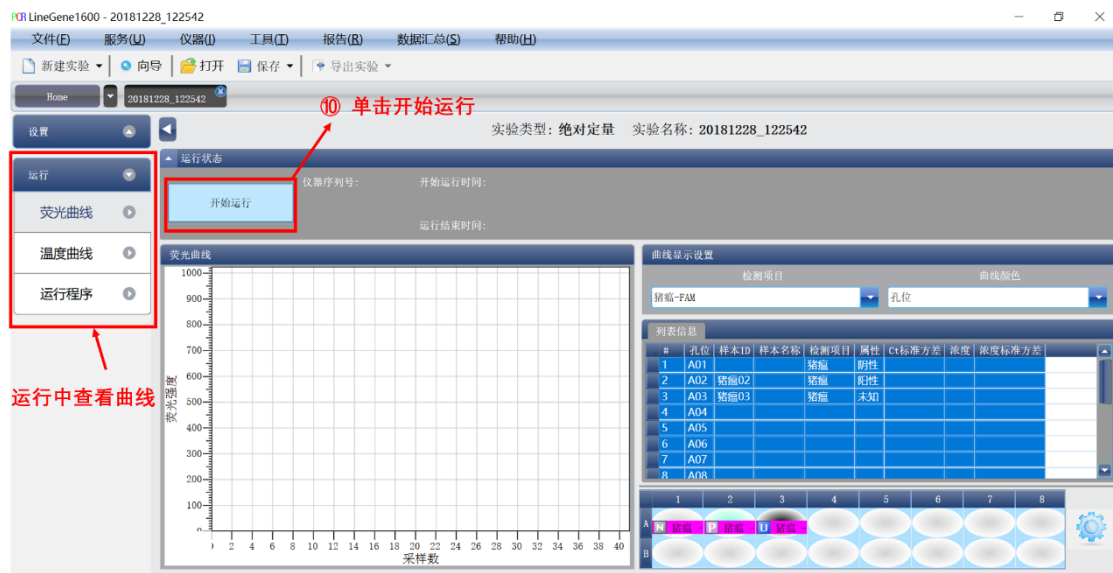 PCR LineGene1600 - 20181228_122542
文件(F) 服务(U) 仪器(I) 工具(T) 报告(R) 数据汇总(S) 帮助(H)
新建实验 向导 打开 保存 导出实验
Home 20181228_122542
⑩ 单击开始运行
设置
实验类型: 绝对定量 实验名称: 20181228_122542
运行
荧光曲线
温度曲线
运行程序
运行中查看曲线
运行状态
开始运行
仪器序列号: 开始运行时间:
运行结束时间:
荧光曲线
荧光强度
1000
900
800
700
600
500
400
300
200
100
2 4 6 8 10 12 14 16 18 20 22 24 26 28 30 32 34 36 38 40
采样数
曲线显示设置
检测项目 曲线颜色
猪瘟-FAM 孔位
列表信息
# 孔位 样本ID 样本名称 检测项目 属性 Ct标准方差 浓度 浓度标准方差
1 A01 猪瘟 阴性
2 A02 猪瘟02 猪瘟 阳性
3 A03 猪瘟03 猪瘟 未知
4 A04
5 A05
6 A06
7 A07
8 A08
1 2 3 4 5 6 7 8
A N 猪瘟 - P 猪瘟 - U 猪瘟 -
B